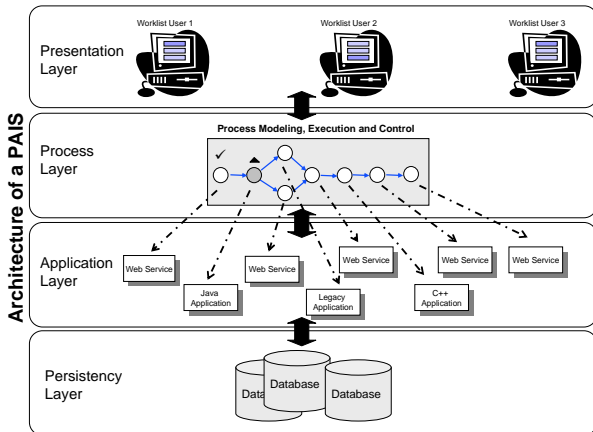 Architecture of a PAIS
Worklist User 1
Worklist User 2
Worklist User 3
Presentation
Layer
Process Modeling, Execution and Control
Process
Layer
Application
Layer
Web Service
Web Service
Web Service
Web Service
Web Service
Java
Application
Legacy
Application
C++
Application
Persistency
Layer
Database
Database